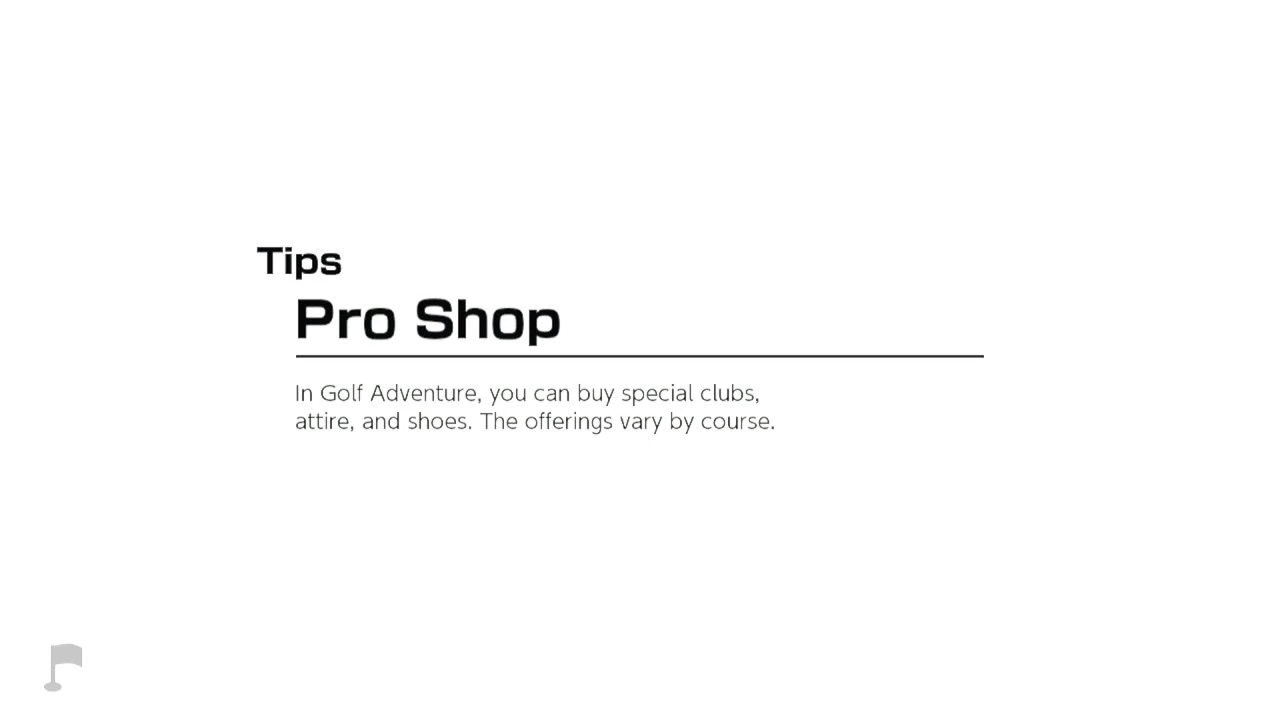 Tips
Pro Shop
In Golf Adventure, you can buy special clubs,
attire, and shoes. The offerings vary by course.